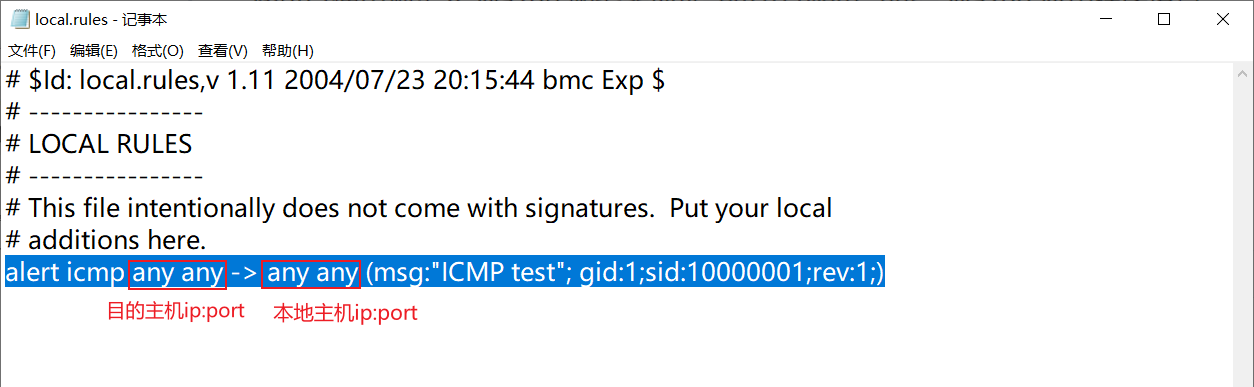 local.rules - 记事本
文件(F) 编辑(E) 格式(O) 查看(V) 帮助(H)
# $Id: local.rules,v 1.11 2004/07/23 20:15:44 bmc Exp $
# ----------------
# LOCAL RULES
# ----------------
# This file intentionally does not come with signatures.  Put your local
# additions here.
alert icmp any any -> any any (msg:"ICMP test"; gid:1;sid:10000001;rev:1;)
目的主机ip:port 本地主机ip:port